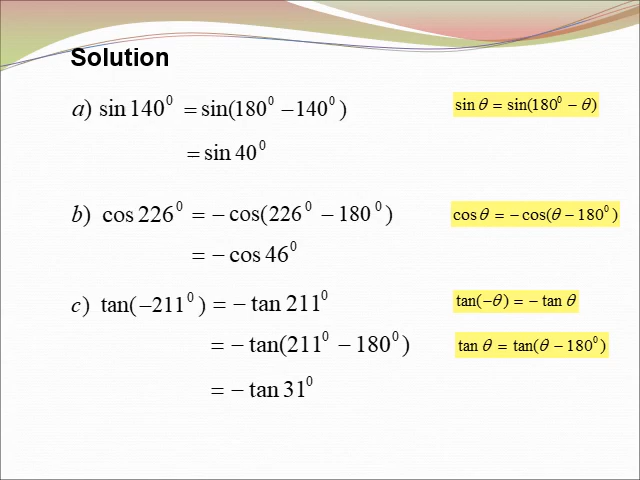 Solution
a) sin 140⁰ = sin(180⁰ − 140⁰) sin θ = sin(180⁰ − θ)
= sin 40⁰
b) cos 226⁰ = − cos(226⁰ − 180⁰) cos θ = − cos(θ − 180⁰)
= − cos 46⁰
c) tan(−211⁰) = − tan 211⁰ tan(−θ) = − tan θ
= − tan(211⁰ − 180⁰) tan θ = tan(θ − 180⁰)
= − tan 31⁰